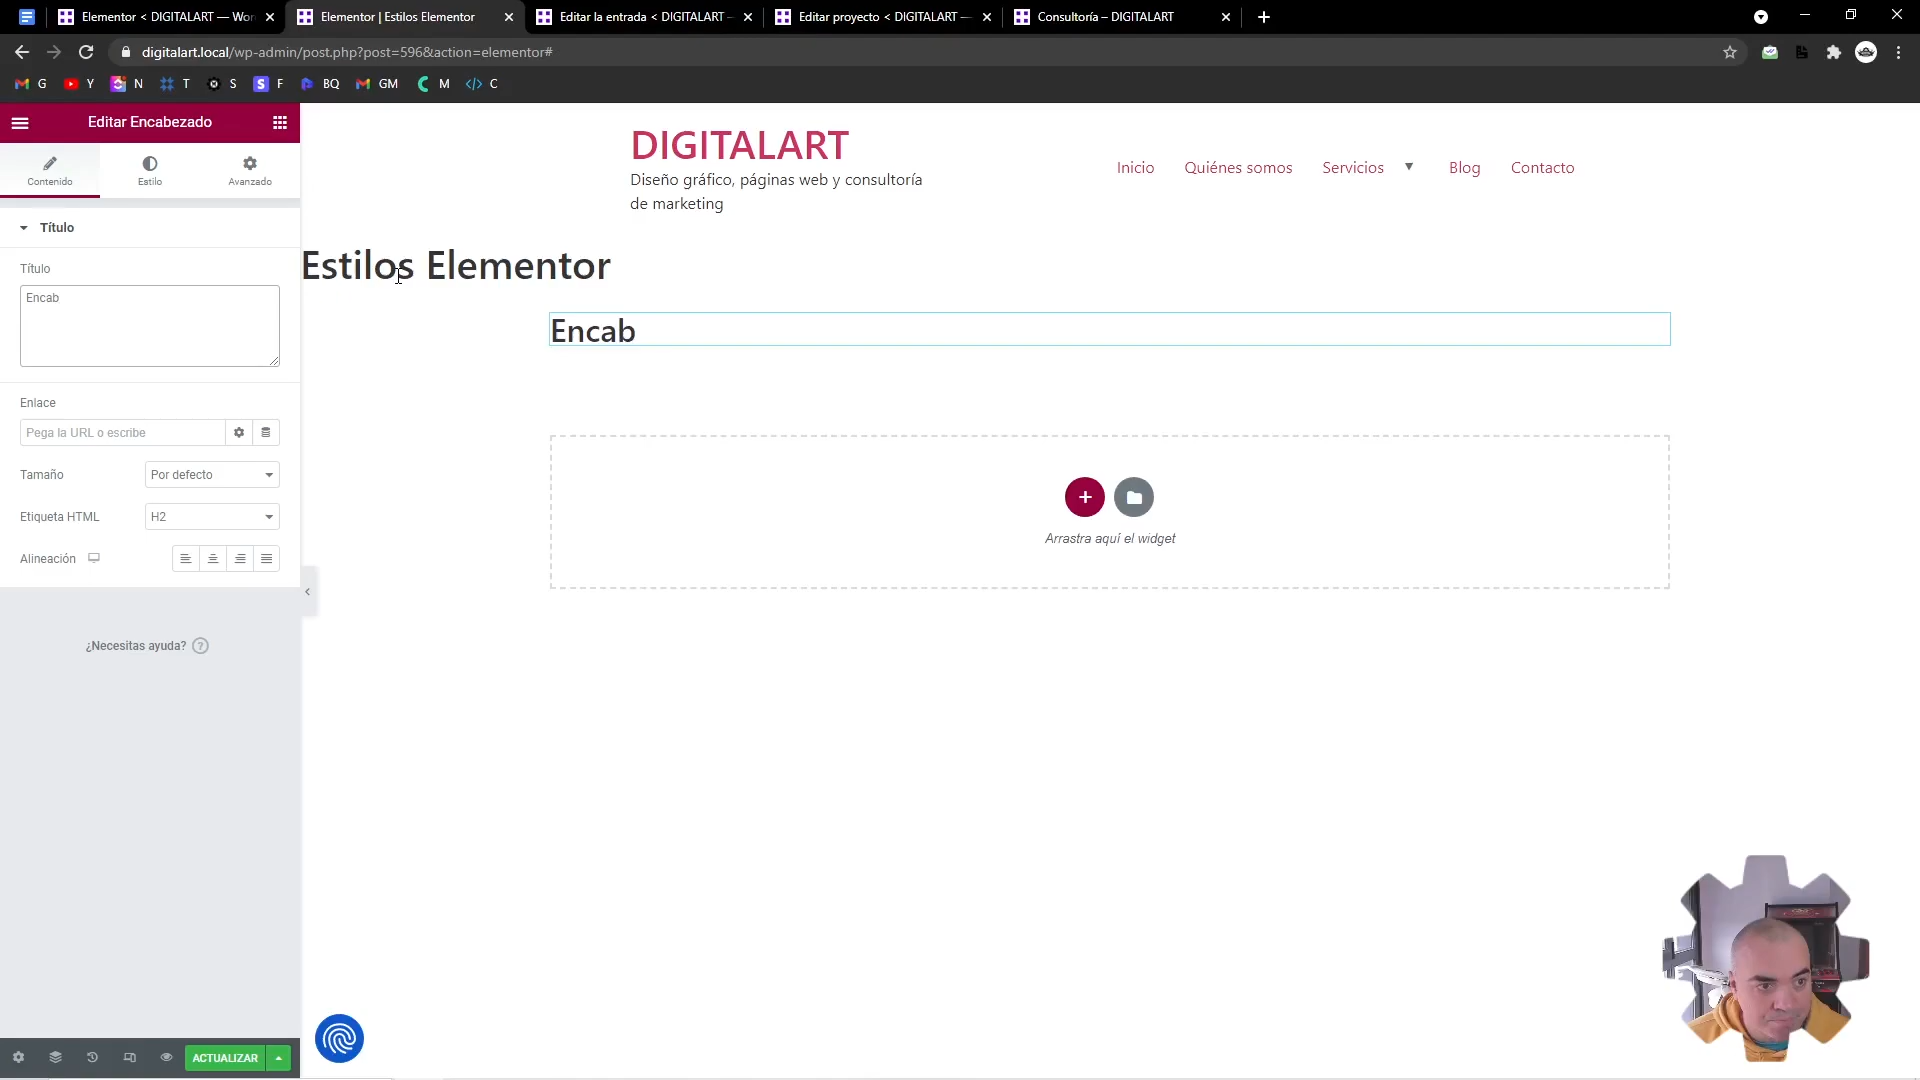 Elementor < DIGITALART — Wor
Elementor | Estilos Elementor
Editar la entrada < DIGITALART –
Editar proyecto < DIGITALART —
Consultoría – DIGITALART
digitalart.local/wp-admin/post.php?post=596&action=elementor#
G
Y
N
T
S
F
BQ
GM
M
C
Editar Encabezado
Contenido
Estilo
Avanzado
Título
Título
Encab
Enlace
Pega la URL o escribe
Tamaño
Por defecto
Etiqueta HTML
H2
Alineación
¿Necesitas ayuda?
ACTUALIZAR
DIGITALART
Diseño gráfico, páginas web y consultoría
de marketing
Inicio
Quiénes somos
Servicios
Blog
Contacto
Estilos Elementor
Encab
Arrastra aquí el widget